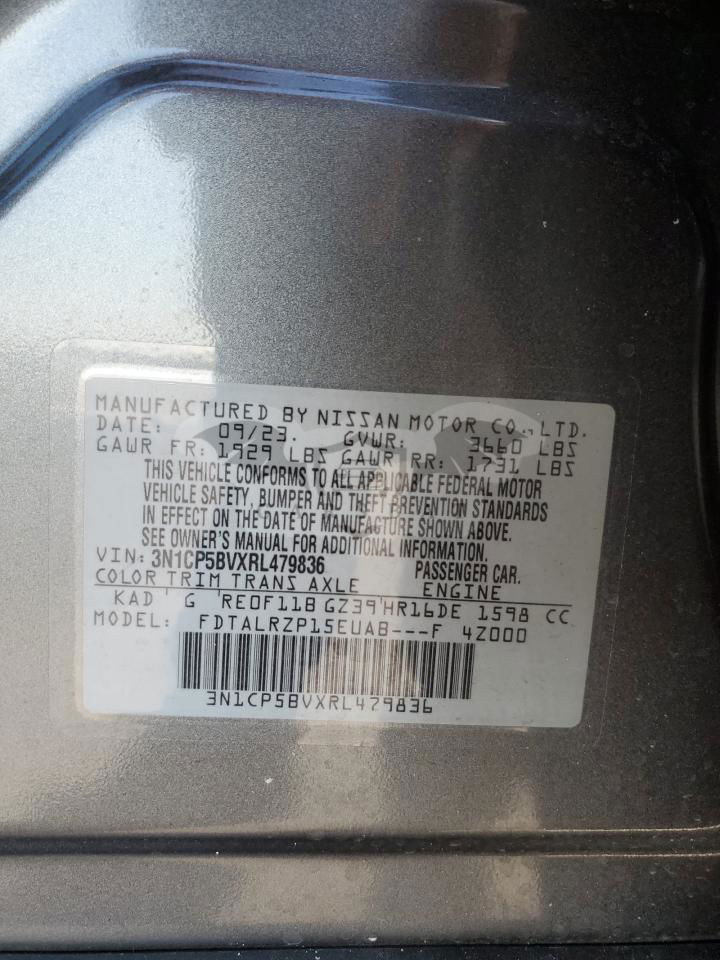 MANUFACTURED BY NISSAN MOTOR CO., LTD.
DATE: 09/23. GVWR: 3660 LBS
GAWR FR: 1929 LBS GAWR RR: 1731 LBS
THIS VEHICLE CONFORMS TO ALL APPLICABLE FEDERAL MOTOR
VEHICLE SAFETY, BUMPER AND THEFT PREVENTION STANDARDS
IN EFFECT ON THE DATE OF MANUFACTURE SHOWN ABOVE.
SEE OWNER'S MANUAL FOR ADDITIONAL INFORMATION.
VIN: 3N1CP5BVXRL479836 PASSENGER CAR.
COLOR TRIM TRANS AXLE ENGINE
KAD G RE0F11B GZ39 HR16DE 1598 CC
MODEL: FDTALRZP15EUAB---F 4Z000
3N1CP5BVXRL479836